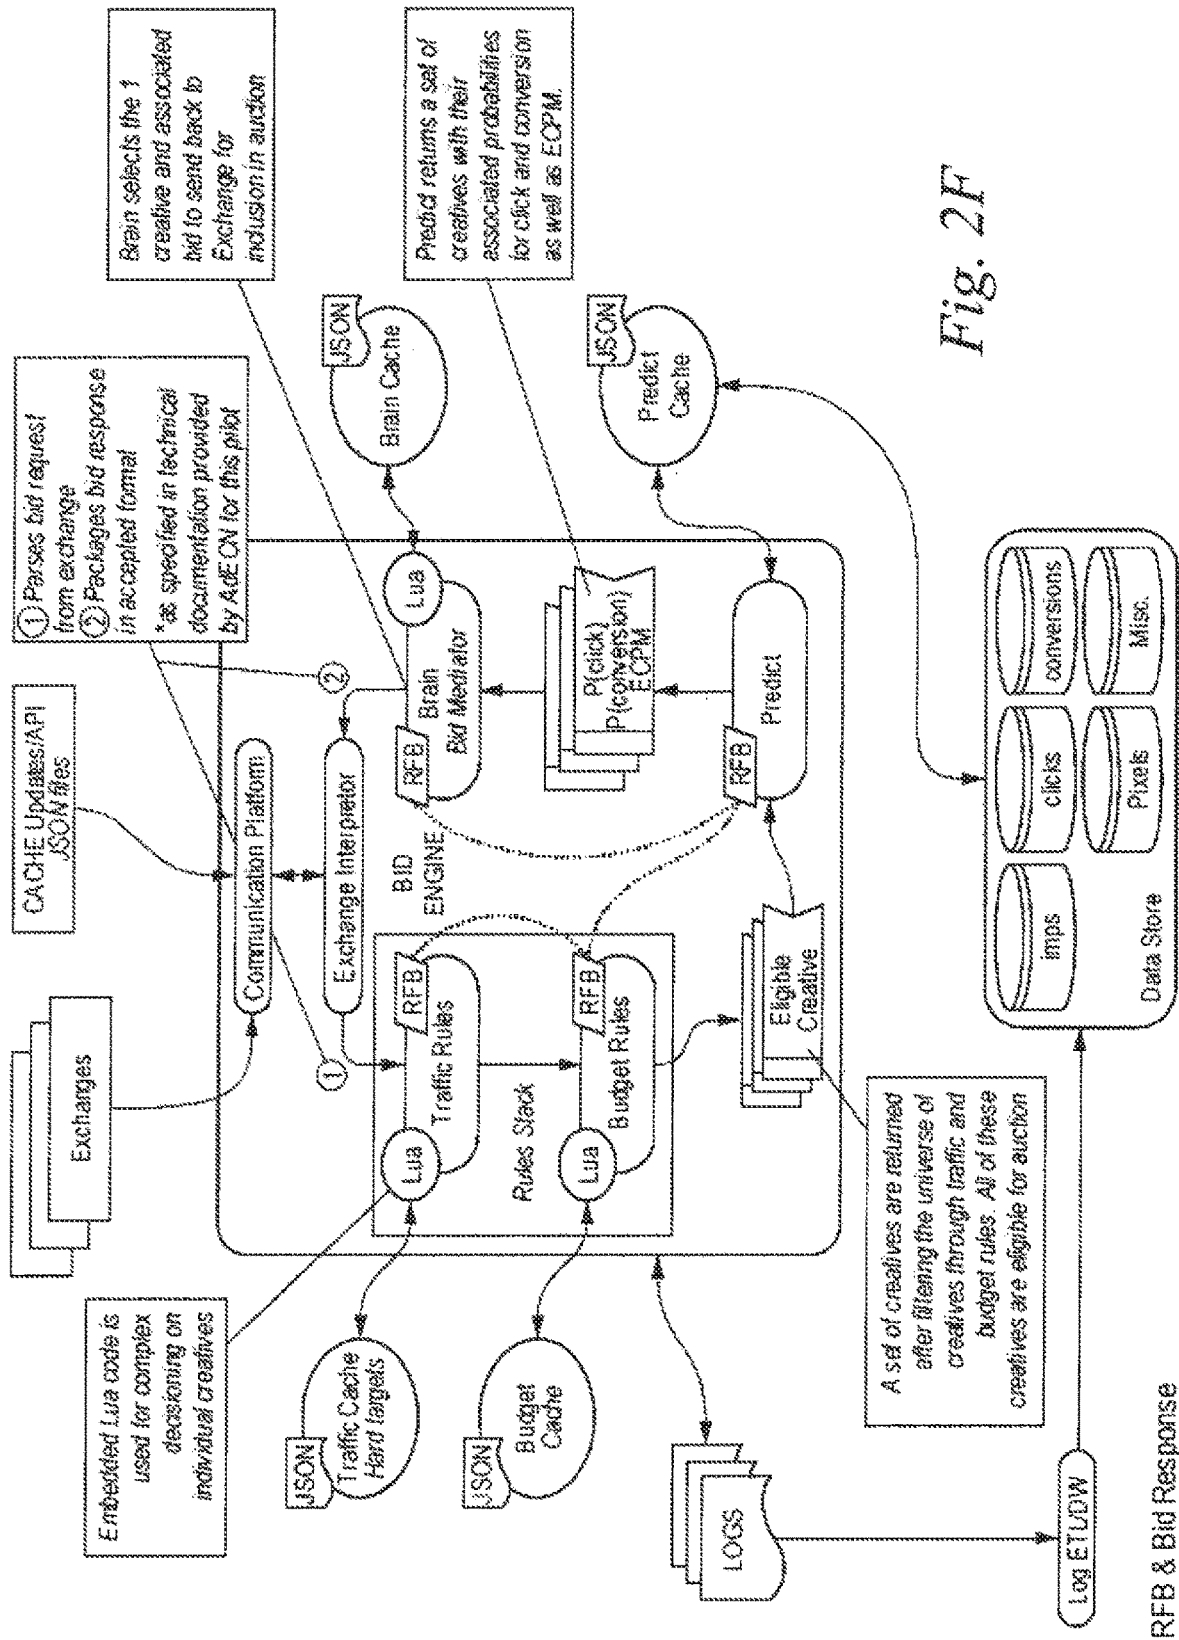 RFB & Bid Response
Embedded Lua code is
used for complex
decisioning on
individual creatives
Exchanges
CACHE Updates/API
JSON files
① Parses bid request
from exchange
② Packages bid response
in accepted format
*as specified in technical
documentation provided
by AdECN for this pilot
Brain selects the 1
creative and associated
bid to send back to
Exchange for
inclusion in auction
Communication Platform
Exchange Interpretor
①
②
JSON
Traffic Cache
Hard targets
Lua
RFB
Traffic Rules
BID
ENGINE
RFB
Brain
Bid Mediator
Lua
JSON
Brain Cache
Rules Stack
JSON
Budget
Cache
Lua
RFB
Budget Rules
P(click)
P(conversion)
ECPM
Predict returns a set of
creatives with their
associated probabilities
for click and conversion
as well as ECPM.
LOGS
Eligible
Creative
RFB
Predict
JSON
Predict
Cache
A set of creatives are returned
after filtering the universe of
creatives through traffic and
budget rules. All of these
creatives are eligible for auction
Log ETL/DW
imps
clicks
conversions
Pixels
Misc.
Data Store
Fig. 2F